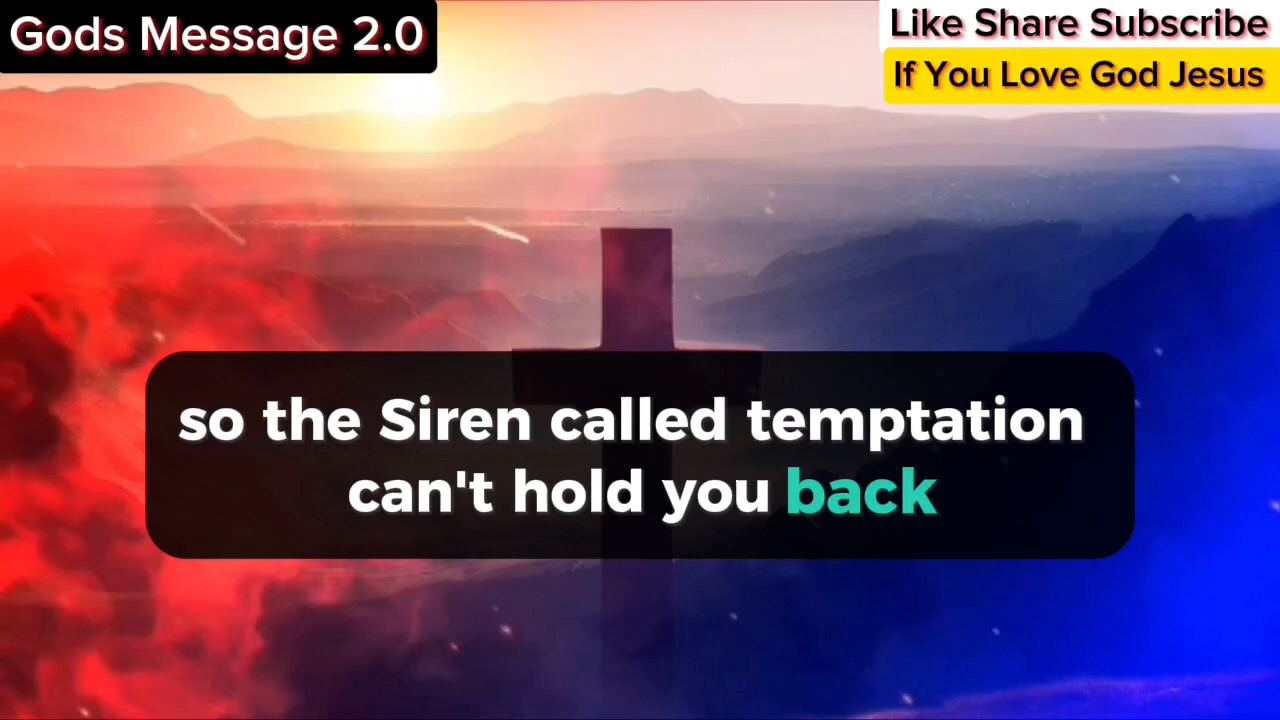 Gods Message 2.0
Like Share Subscribe
If You Love God Jesus
so the Siren called temptation
can't hold you back